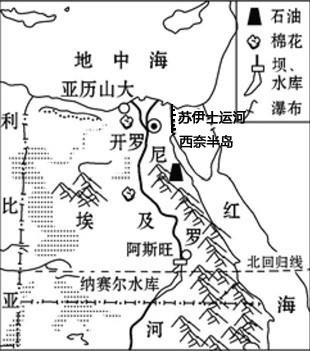 石油
棉花
坝、
水库
瀑布
地中海
亚历山大
苏伊士运河
西奈半岛
利比亚
开罗
尼罗河
埃及
红海
阿斯旺
北回归线
纳赛尔水库